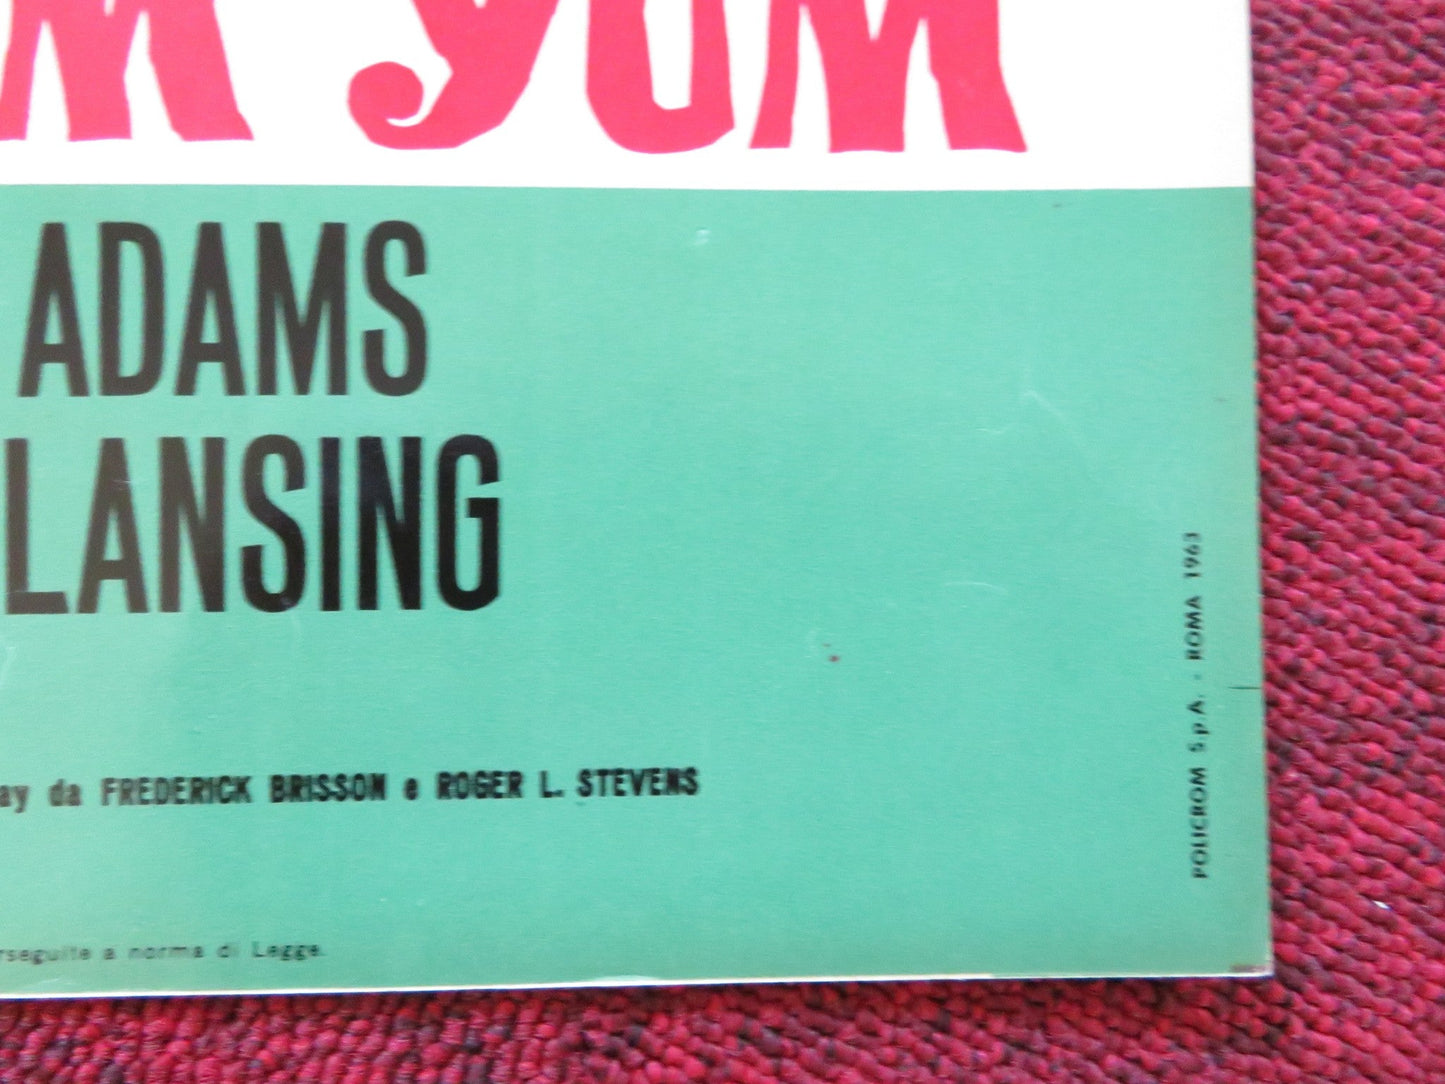 M YUM
ADAMS
LANSING
ay da FREDERICK BRISSON e ROGER L. STEVENS
rseguite a norma di Legge.
POLICROM S.p.A. - ROMA 1963